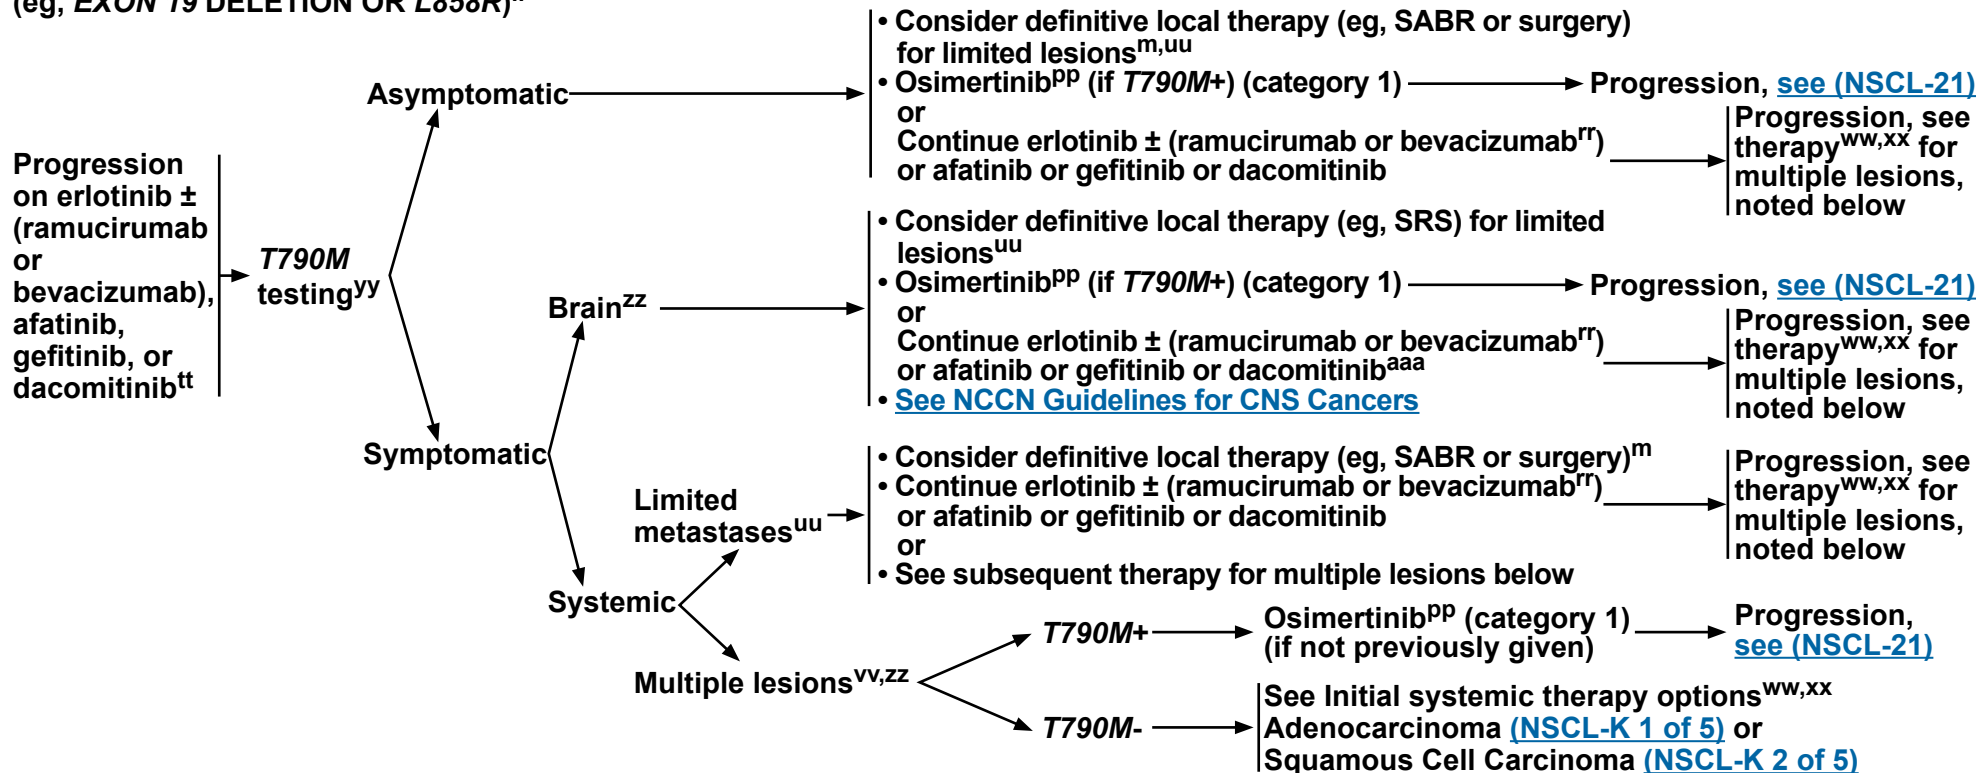 (eg, EXON 19 DELETION OR L858R)
Progression
on erlotinib ±
(ramucirumab
or
bevacizumab),
afatinib,
gefitinib, or
dacomitinibtt
T790M
testingyy
Asymptomatic
• Consider definitive local therapy (eg, SABR or surgery)
for limited lesionsm,uu
• Osimertinibpp (if T790M+) (category 1)
or
Continue erlotinib ± (ramucirumab or bevacizumabrr)
or afatinib or gefitinib or dacomitinib
Progression, see (NSCL-21)
Progression, see
therapyww,xx for
multiple lesions,
noted below
Symptomatic
Brainzz
• Consider definitive local therapy (eg, SRS) for limited
lesionsuu
• Osimertinibpp (if T790M+) (category 1)
or
Continue erlotinib ± (ramucirumab or bevacizumabrr)
or afatinib or gefitinib or dacomitinibaaa
• See NCCN Guidelines for CNS Cancers
Progression, see (NSCL-21)
Progression, see
therapyww,xx for
multiple lesions,
noted below
Systemic
Limited
metastasesuu
• Consider definitive local therapy (eg, SABR or surgery)m
• Continue erlotinib ± (ramucirumab or bevacizumabrr)
or afatinib or gefitinib or dacomitinib
or
• See subsequent therapy for multiple lesions below
Progression, see
therapyww,xx for
multiple lesions,
noted below
Multiple lesionsvv,zz
T790M+
Osimertinibpp (category 1)
(if not previously given)
Progression,
see (NSCL-21)
T790M-
See Initial systemic therapy optionsww,xx
Adenocarcinoma (NSCL-K 1 of 5) or
Squamous Cell Carcinoma (NSCL-K 2 of 5)